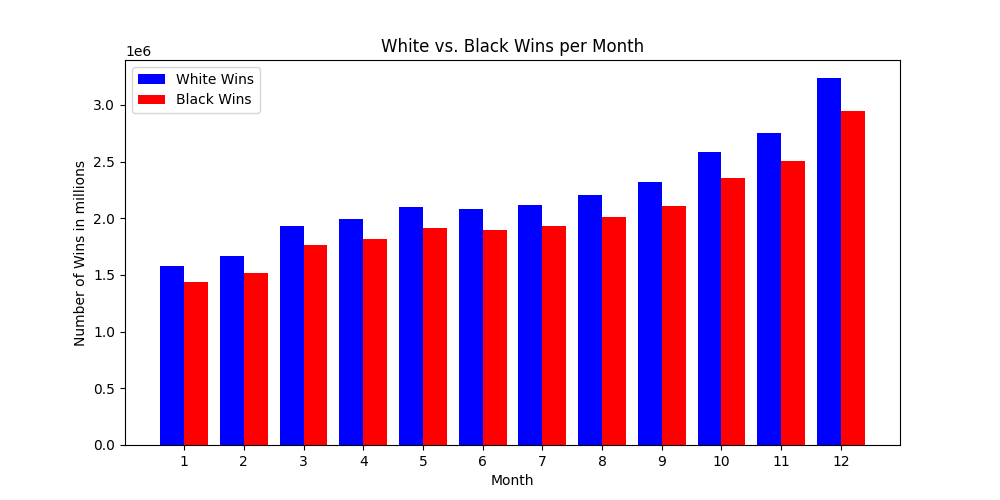 White vs. Black Wins per Month
1e6
White Wins
Black Wins
3.0
2.5
2.0
1.5
1.0
0.5
0.0
Number of Wins in millions
1 2 3 4 5 6 7 8 9 10 11 12
Month